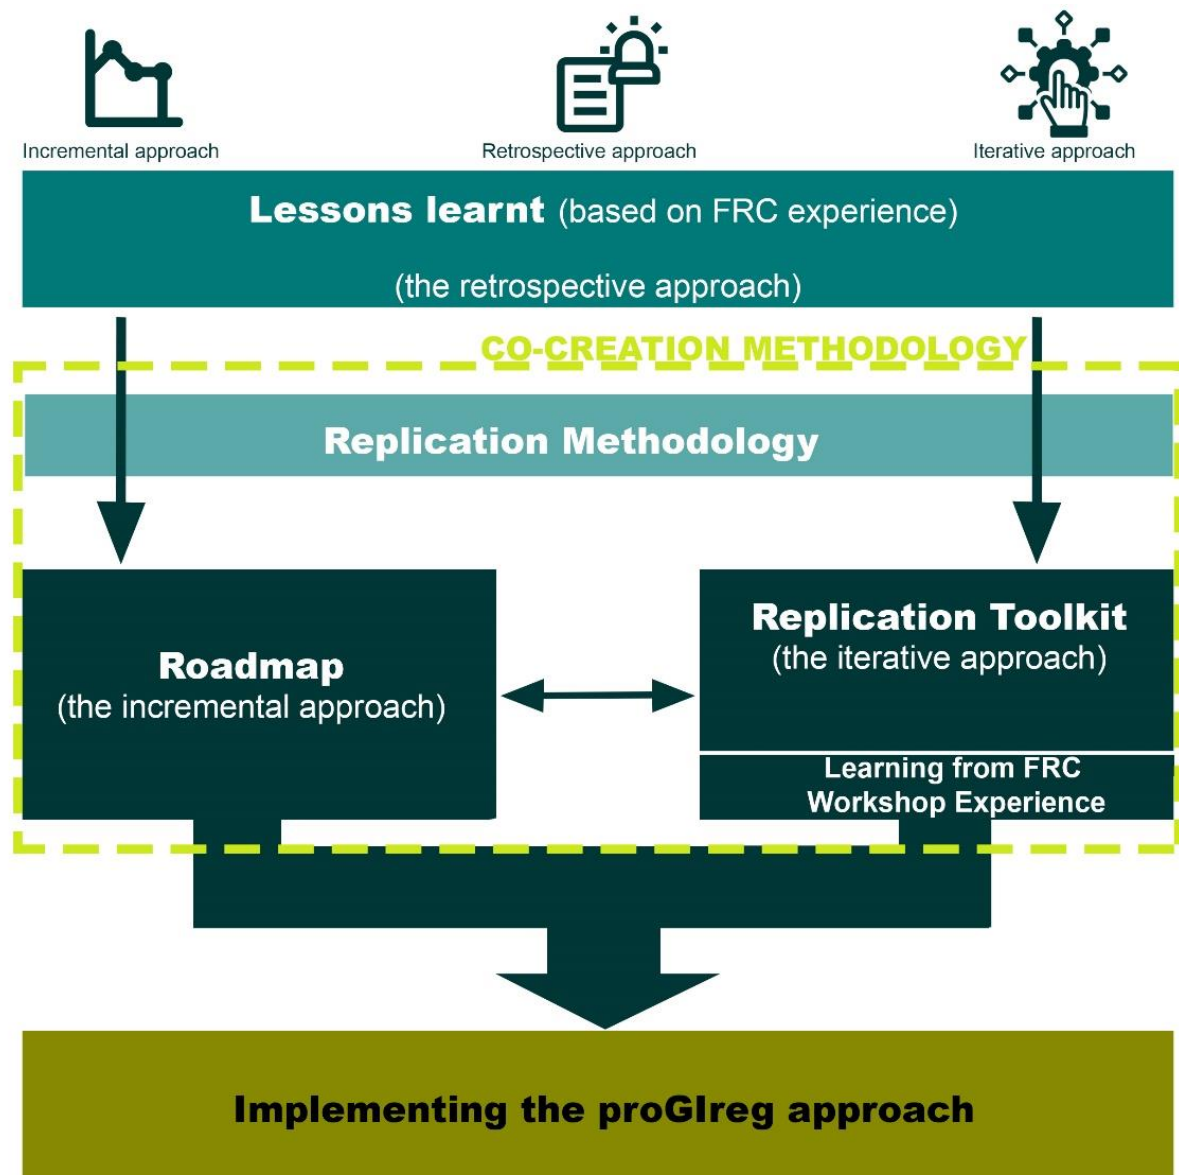 Incremental approach
Retrospective approach
Iterative approach
Lessons learnt (based on FRC experience)
(the retrospective approach)
CO-CREATION METHODOLOGY
Replication Methodology
Roadmap
(the incremental approach)
Replication Toolkit
(the iterative approach)
Learning from FRC
Workshop Experience
Implementing the proGIreg approach